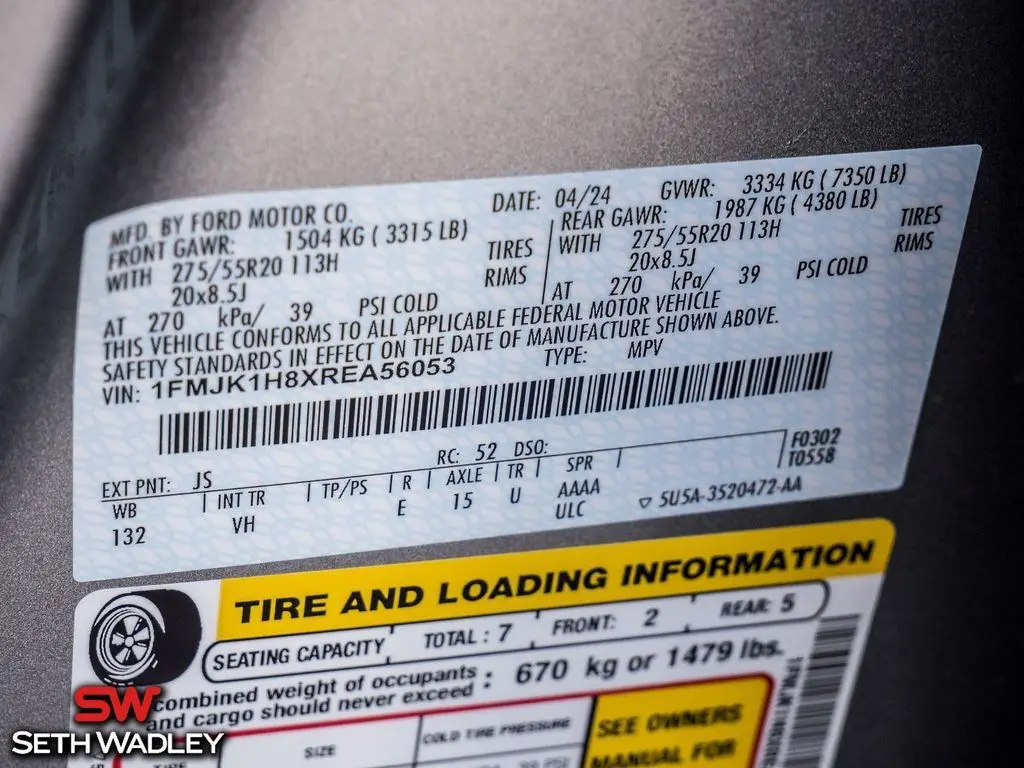 MFD. BY FORD MOTOR CO. DATE: 04/24 GVWR: 3334 KG ( 7350 LB)
FRONT GAWR: 1504 KG ( 3315 LB) REAR GAWR: 1987 KG ( 4380 LB)
WITH 275/55R20 113H TIRES WITH 275/55R20 113H TIRES
20x8.5J RIMS 20x8.5J RIMS
AT 270 kPa/ 39 PSI COLD AT 270 kPa/ 39 PSI COLD
THIS VEHICLE CONFORMS TO ALL APPLICABLE FEDERAL MOTOR VEHICLE
SAFETY STANDARDS IN EFFECT ON THE DATE OF MANUFACTURE SHOWN ABOVE.
VIN: 1FMJK1H8XREA56053 TYPE: MPV
EXT PNT: JS RC: 52 DSO: F0302
WB INT TR TP/PS R AXLE TR SPR T0558
132 VH E 15 U AAAA
ULC 5U5A-3520472-AA
TIRE AND LOADING INFORMATION
SEATING CAPACITY TOTAL : 7 FRONT: 2 REAR: 5
combined weight of occupants
and cargo should never exceed : 670 kg or 1479 lbs.
SIZE COLD TIRE PRESSURE SEE OWNERS
TIRE MANUAL FOR
SW
SETH WADLEY